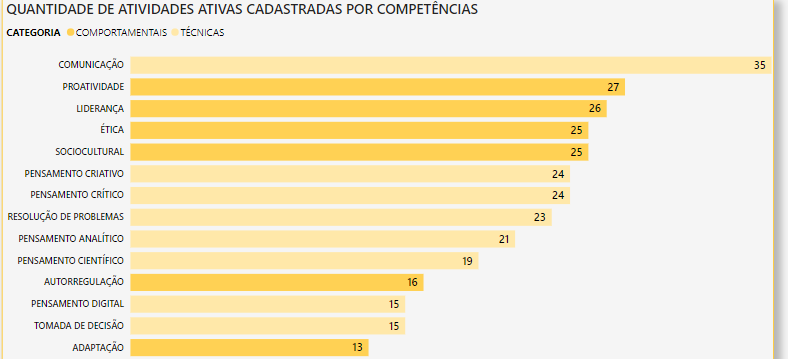 QUANTIDADE DE ATIVIDADES ATIVAS CADASTRADAS POR COMPETÊNCIAS
CATEGORIA COMPORTAMENTAIS TÉCNICAS
COMUNICAÇÃO 35
PROATIVIDADE 27
LIDERANÇA 26
ÉTICA 25
SOCIOCULTURAL 25
PENSAMENTO CRIATIVO 24
PENSAMENTO CRÍTICO 24
RESOLUÇÃO DE PROBLEMAS 23
PENSAMENTO ANALÍTICO 21
PENSAMENTO CIENTÍFICO 19
AUTORREGULAÇÃO 16
PENSAMENTO DIGITAL 15
TOMADA DE DECISÃO 15
ADAPTAÇÃO 13